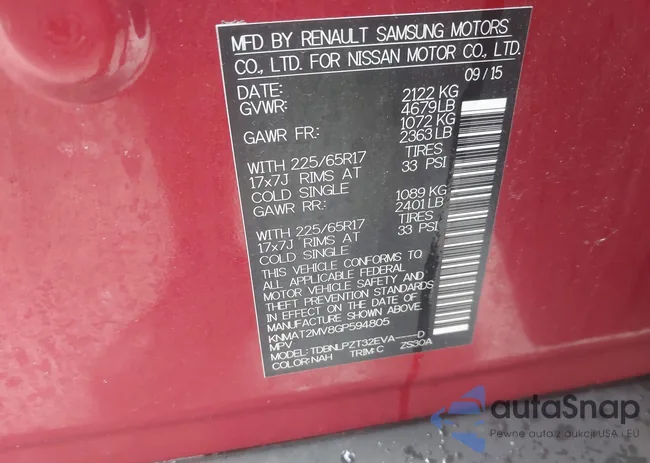 MFD BY RENAULT SAMSUNG MOTORS
CO., LTD. FOR NISSAN MOTOR CO., LTD.
DATE: 09/15
GVWR: 2122 KG
4679 LB
GAWR FR: 1072 KG
2363 LB
WITH 225/65R17 TIRES
17x7J RIMS AT 33 PSI
COLD SINGLE
GAWR RR: 1089 KG
2401 LB
WITH 225/65R17 TIRES
17x7J RIMS AT 33 PSI
COLD SINGLE
THIS VEHICLE CONFORMS TO
ALL APPLICABLE FEDERAL
MOTOR VEHICLE SAFETY AND
THEFT PREVENTION STANDARDS
IN EFFECT ON THE DATE OF
MANUFACTURE SHOWN ABOVE.
KNMAT2MV8GP594805
MPV
MODEL: TDBNLPZT32EVA----D
COLOR: NAH TRIM: C ZS30A
autaSnap
Pewne auta z aukcji USA i EU